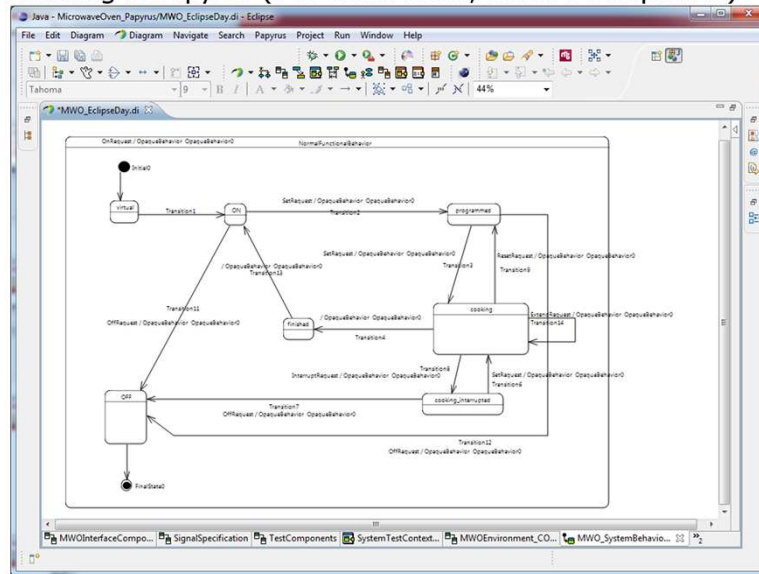 Java - MicrowaveOven_Papyrus/MWO_EclipseDay.di - Eclipse
File Edit Diagram Diagram Navigate Search Papyrus Project Run Window Help
Tahoma 9 B I A 44%
*MWO_EclipseDay.di
OnRequest / OpaqueBehavior OpaqueBehavior0
NormalFunctionalBehavior
Initial0
virtual
Transition1
ON
SetRequest / OpaqueBehavior OpaqueBehavior0
Transition2
programmed
SetRequest / OpaqueBehavior OpaqueBehavior0
Transition3
ResetRequest / OpaqueBehavior OpaqueBehavior0
Transition9
/ OpaqueBehavior OpaqueBehavior0
Transition13
Transition11
OffRequest / OpaqueBehavior OpaqueBehavior0
finished
/ OpaqueBehavior OpaqueBehavior0
Transition4
cooking
ExtendRequest / OpaqueBehavior OpaqueBehavior0
Transition14
InterruptRequest / OpaqueBehavior OpaqueBehavior0
SetRequest / OpaqueBehavior OpaqueBehavior0
Transition6
OFF
cooking_interrupted
Transition7
OffRequest / OpaqueBehavior OpaqueBehavior0
Transition12
OffRequest / OpaqueBehavior OpaqueBehavior0
FinalState0
MWOInterfaceCompo... SignalSpecification TestComponents SystemTestContext... MWOEnvironment_CO... MWO_SystemBehavio... »2